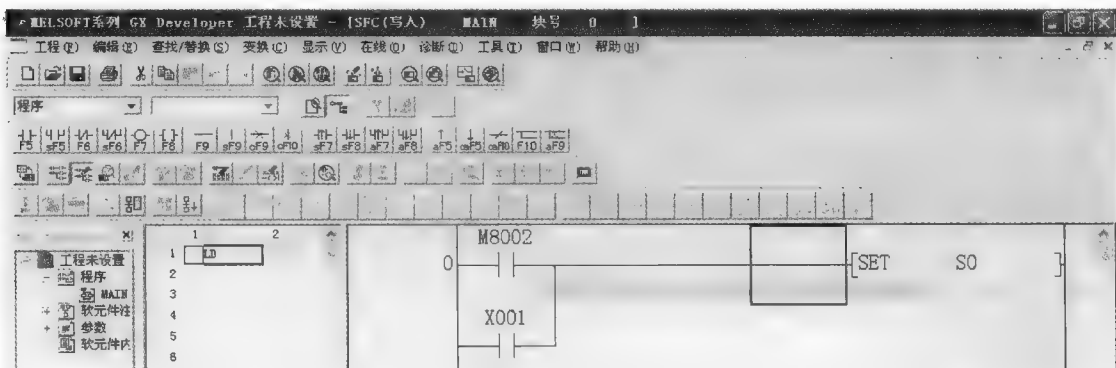 MELSOFT系列 GX Developer 工程未设置 - [SFC(写入) MAIN 块号 0 ]
工程(F) 编辑(E) 查找/替换(S) 变换(C) 显示(V) 在线(O) 诊断(D) 工具(T) 窗口(W) 帮助(H)
程序
F5 sF5 F6 sF6 F7 F8 F9 sF9 cF9 cF10 sF7 sF8 aF7 aF8 aF5 caF5 caF10 F10 aF9
工程未设置
程序
MAIN
软元件注
参数
软元件内
1 2
1 LD
2
3
4
5
6
M8002
0 [SET S0 ]
X001